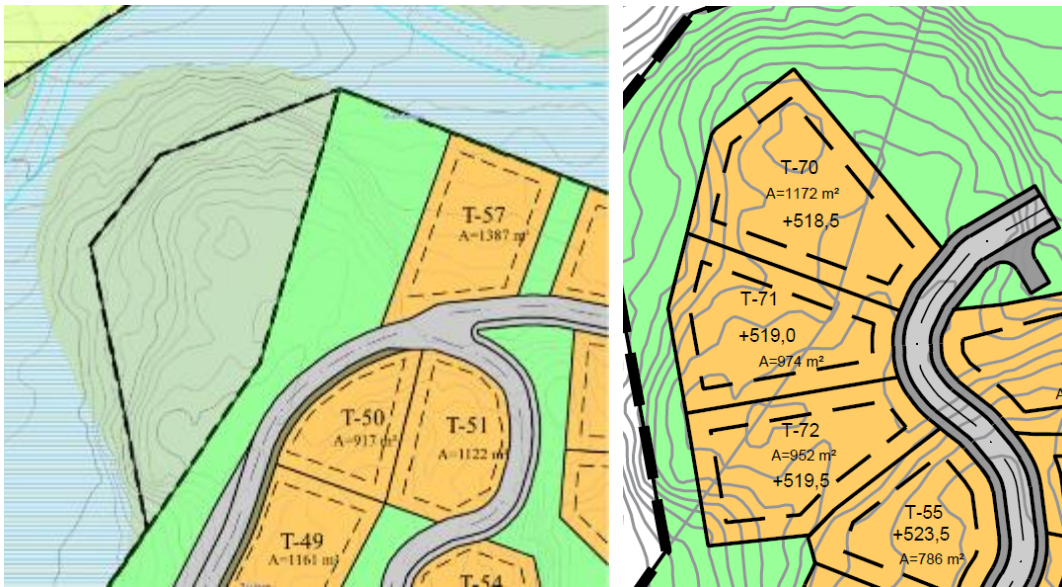 T-57
A=1387 m²
T-50
A=917 m²
T-51
A=1122 m²
T-49
A=1161 m²
T-54
T-70
A=1172 m²
+518,5
T-71
+519,0
A=974 m²
T-72
A=952 m²
+519,5
T-55
+523,5
A=786 m²
A